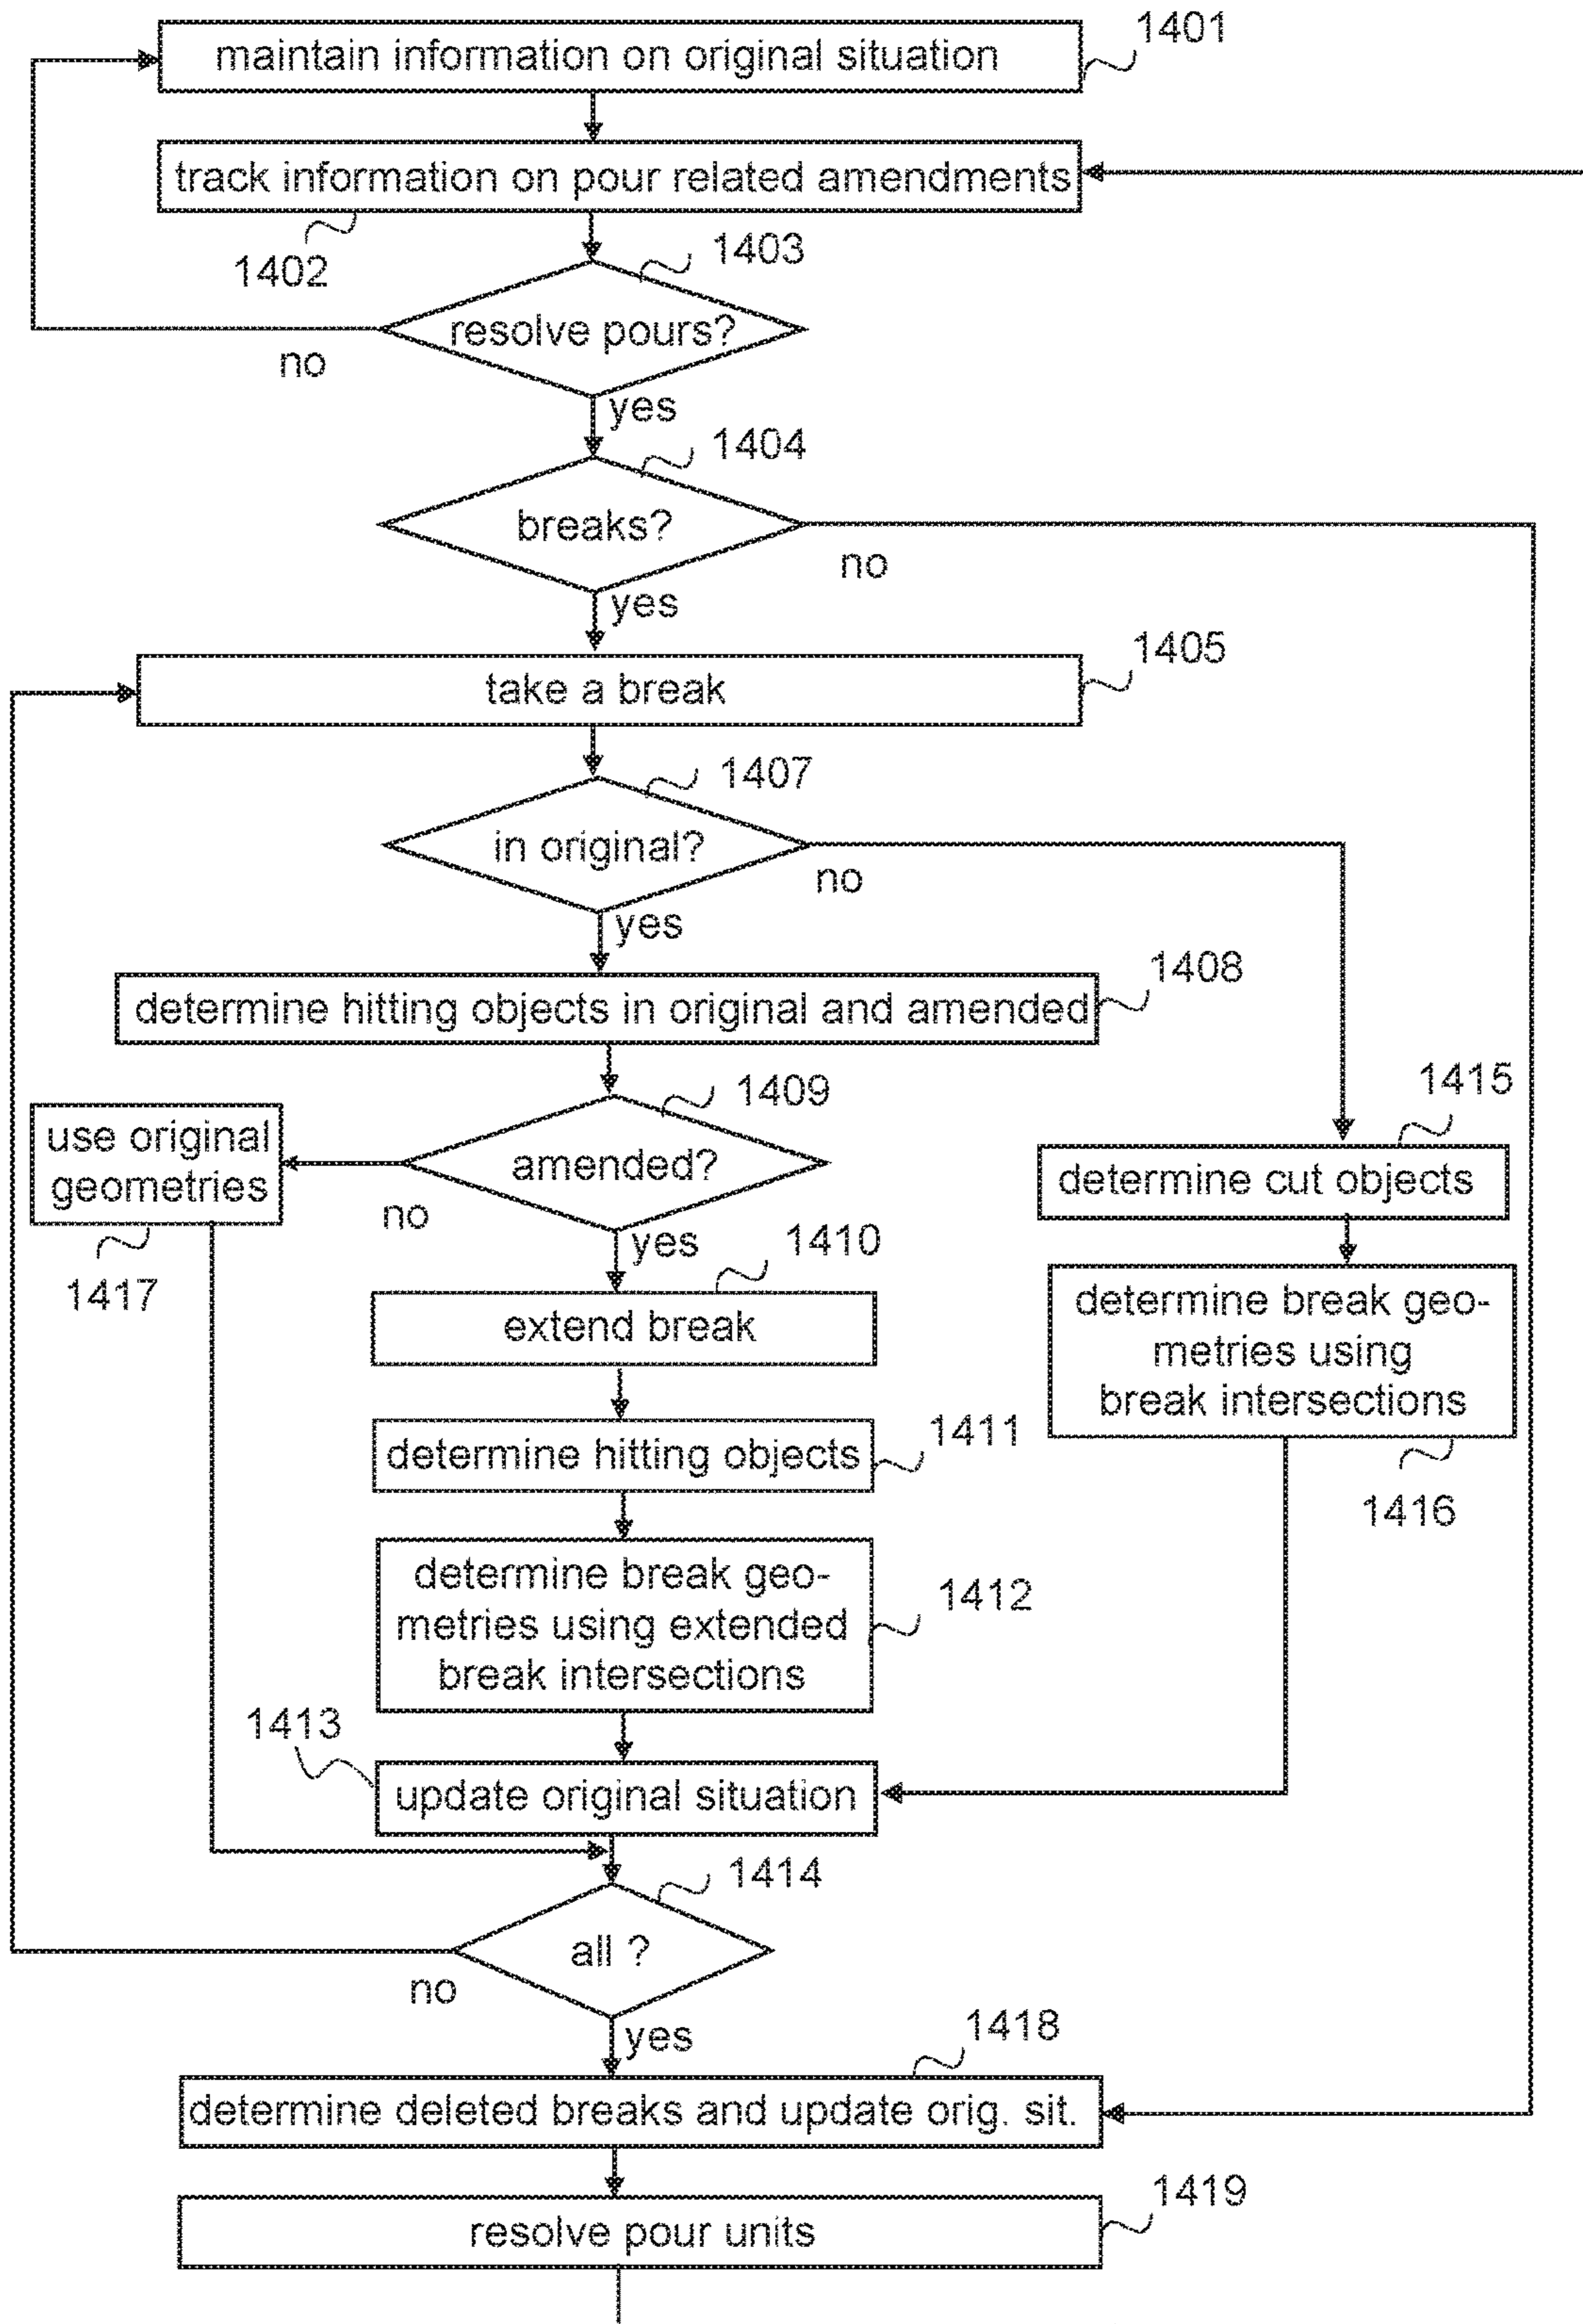 1401
maintain information on original situation
track information on pour related amendments
1402
1403
resolve pours?
no
yes
1404
breaks?
no
yes
1405
take a break
1407
in original?
no
yes
1408
determine hitting objects in original and amended
1409
amended?
no
yes
use original
geometries
1417
1415
determine cut objects
determine break geo-
metries using
break intersections
1416
1410
extend break
1411
determine hitting objects
determine break geo-
metries using extended
break intersections
1412
1413
update original situation
1414
all ?
no
yes
1418
determine deleted breaks and update orig. sit.
1419
resolve pour units